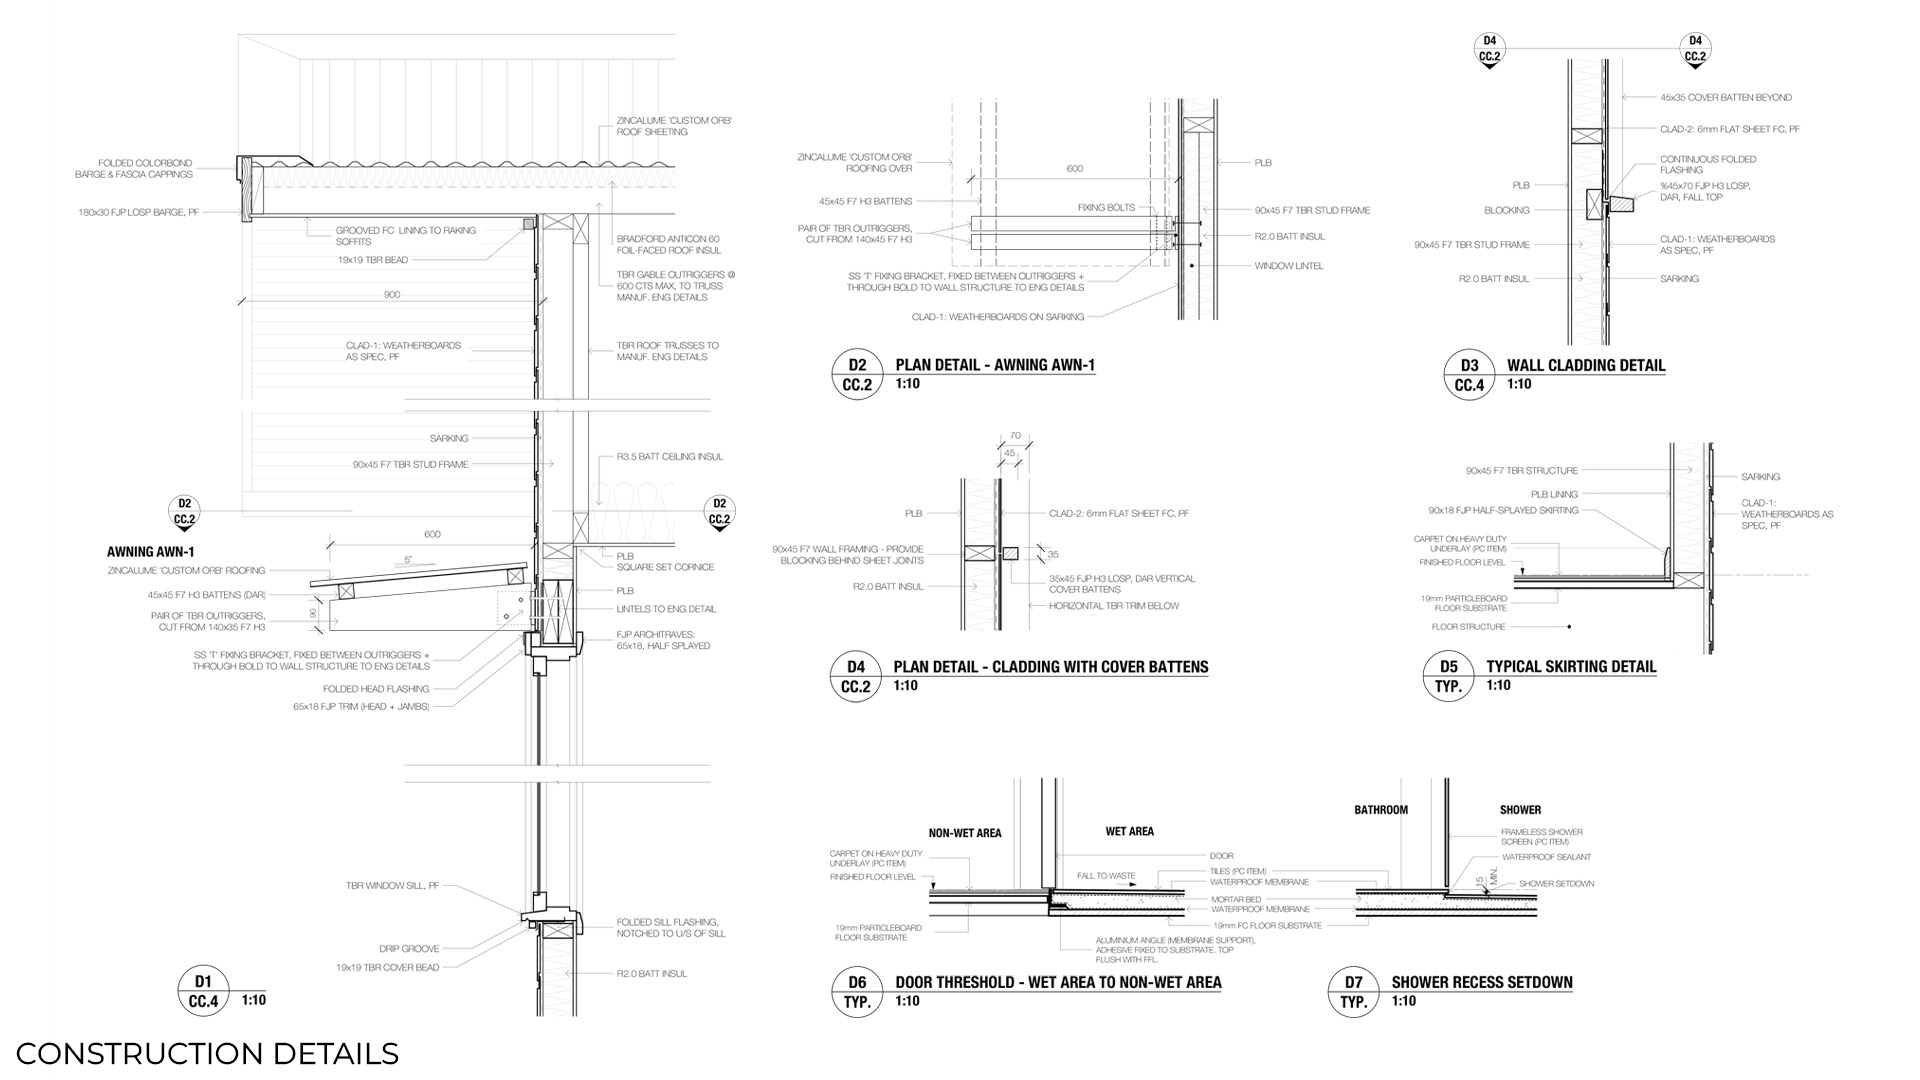 ZINCALUME 'CUSTOM ORB'
ROOF SHEETING
FOLDED COLORBOND
BARGE & FASCIA CAPPINGS
180x30 FJP LOSP BARGE, PF
GROOVED FC LINING TO RAKING
SOFFITS
19x19 TBR BEAD
BRADFORD ANTICON 60
FOIL-FACED ROOF INSUL
TBR GABLE OUTRIGGERS @
600 CTS MAX, TO TRUSS
MANUF. ENG DETAILS
900
CLAD-1: WEATHERBOARDS
AS SPEC, PF
TBR ROOF TRUSSES TO
MANUF. ENG DETAILS
SARKING
90x45 F7 TBR STUD FRAME
R3.5 BATT CEILING INSUL
D2
CC.2
D2
CC.2
600
AWNING AWN-1
5°
ZINCALUME 'CUSTOM ORB' ROOFING
45x45 F7 H3 BATTENS (DAR)
90
PAIR OF TBR OUTRIGGERS,
CUT FROM 140x35 F7 H3
PLB
SQUARE SET CORNICE
PLB
LINTELS TO ENG DETAIL
FJP ARCHITRAVES:
65x18, HALF SPLAYED
SS 'T' FIXING BRACKET, FIXED BETWEEN OUTRIGGERS +
THROUGH BOLD TO WALL STRUCTURE TO ENG DETAILS
FOLDED HEAD FLASHING
65x18 FJP TRIM (HEAD + JAMBS)
TBR WINDOW SILL, PF
FOLDED SILL FLASHING,
NOTCHED TO U/S OF SILL
DRIP GROOVE
19x19 TBR COVER BEAD
R2.0 BATT INSUL
D1
CC.4
1:10
ZINCALUME 'CUSTOM ORB'
ROOFING OVER
600
PLB
45x45 F7 H3 BATTENS
FIXING BOLTS
90x45 F7 TBR STUD FRAME
PAIR OF TBR OUTRIGGERS,
CUT FROM 140x45 F7 H3
R2.0 BATT INSUL
WINDOW LINTEL
SS 'T' FIXING BRACKET, FIXED BETWEEN OUTRIGGERS +
THROUGH BOLD TO WALL STRUCTURE TO ENG DETAILS
CLAD-1: WEATHERBOARDS ON SARKING
D2
CC.2
PLAN DETAIL - AWNING AWN-1
1:10
D4
CC.2
D4
CC.2
45x35 COVER BATTEN BEYOND
CLAD-2: 6mm FLAT SHEET FC, PF
CONTINUOUS FOLDED
FLASHING
PLB
%45x70 FJP H3 LOSP,
DAR, FALL TOP
BLOCKING
90x45 F7 TBR STUD FRAME
CLAD-1: WEATHERBOARDS
AS SPEC, PF
R2.0 BATT INSUL
SARKING
D3
CC.4
WALL CLADDING DETAIL
1:10
70
45
PLB
CLAD-2: 6mm FLAT SHEET FC, PF
90x45 F7 WALL FRAMING - PROVIDE
BLOCKING BEHIND SHEET JOINTS
35
R2.0 BATT INSUL
35x45 FJP H3 LOSP, DAR VERTICAL
COVER BATTENS
HORIZONTAL TBR TRIM BELOW
D4
CC.2
PLAN DETAIL - CLADDING WITH COVER BATTENS
1:10
90x45 F7 TBR STRUCTURE
SARKING
PLB LINING
90x18 FJP HALF-SPLAYED SKIRTING
CLAD-1:
WEATHERBOARDS AS
SPEC, PF
CARPET ON HEAVY DUTY
UNDERLAY (PC ITEM)
FINISHED FLOOR LEVEL
19mm PARTICLEBOARD
FLOOR SUBSTRATE
FLOOR STRUCTURE
D5
TYP.
TYPICAL SKIRTING DETAIL
1:10
NON-WET AREA
WET AREA
CARPET ON HEAVY DUTY
UNDERLAY (PC ITEM)
FINISHED FLOOR LEVEL
FALL TO WASTE
DOOR
TILES (PC ITEM)
WATERPROOF MEMBRANE
MORTAR BED
WATERPROOF MEMBRANE
19mm FC FLOOR SUBSTRATE
19mm PARTICLEBOARD
FLOOR SUBSTRATE
ALUMINIUM ANGLE (MEMBRANE SUPPORT),
ADHESIVE FIXED TO SUBSTRATE. TOP
FLUSH WITH FFL.
D6
TYP.
DOOR THRESHOLD - WET AREA TO NON-WET AREA
1:10
BATHROOM
SHOWER
FRAMELESS SHOWER
SCREEN (PC ITEM)
WATERPROOF SEALANT
15
MIN.
SHOWER SETDOWN
D7
TYP.
SHOWER RECESS SETDOWN
1:10
CONSTRUCTION DETAILS